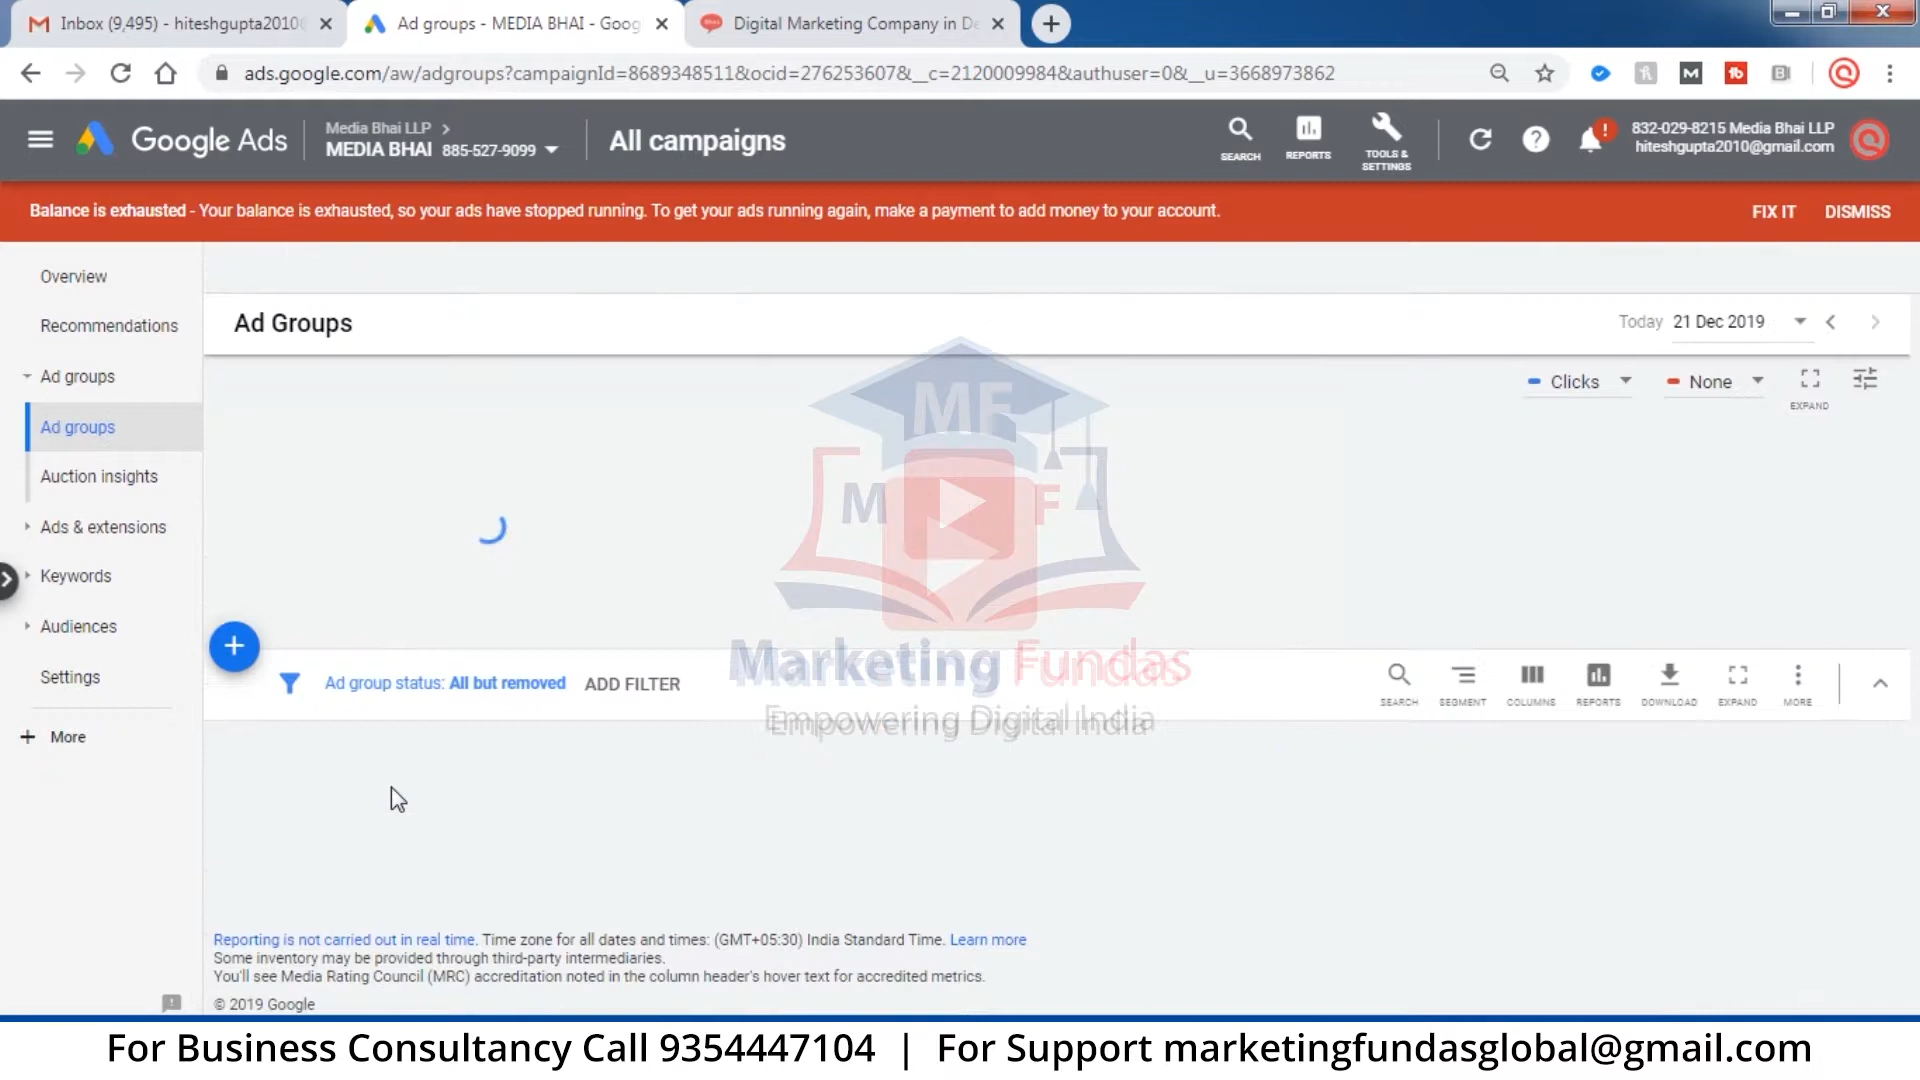 Inbox (9,495) - hiteshgupta2010
Ad groups - MEDIA BHAI - Goog
Digital Marketing Company in De
ads.google.com/aw/adgroups?campaignId=8689348511&ocid=276253607&__c=2120009984&authuser=0&__u=3668973862
Google Ads
Media Bhai LLP
MEDIA BHAI 885-527-9099
All campaigns
SEARCH
REPORTS
TOOLS & SETTINGS
832-029-8215 Media Bhai LLP
hiteshgupta2010@gmail.com
Balance is exhausted - Your balance is exhausted, so your ads have stopped running. To get your ads running again, make a payment to add money to your account.
FIX IT
DISMISS
Overview
Recommendations
Ad groups
Ad groups
Auction insights
Ads & extensions
Keywords
Audiences
Settings
More
Ad Groups
Today 21 Dec 2019
Clicks
None
EXPAND
MF
M F
Marketing Fundas
Empowering Digital India
Ad group status: All but removed
ADD FILTER
SEARCH
SEGMENT
COLUMNS
REPORTS
DOWNLOAD
EXPAND
MORE
Reporting is not carried out in real time. Time zone for all dates and times: (GMT+05:30) India Standard Time. Learn more
Some inventory may be provided through third-party intermediaries.
You'll see Media Rating Council (MRC) accreditation noted in the column header's hover text for accredited metrics.
© 2019 Google
For Business Consultancy Call 9354447104 | For Support marketingfundasglobal@gmail.com